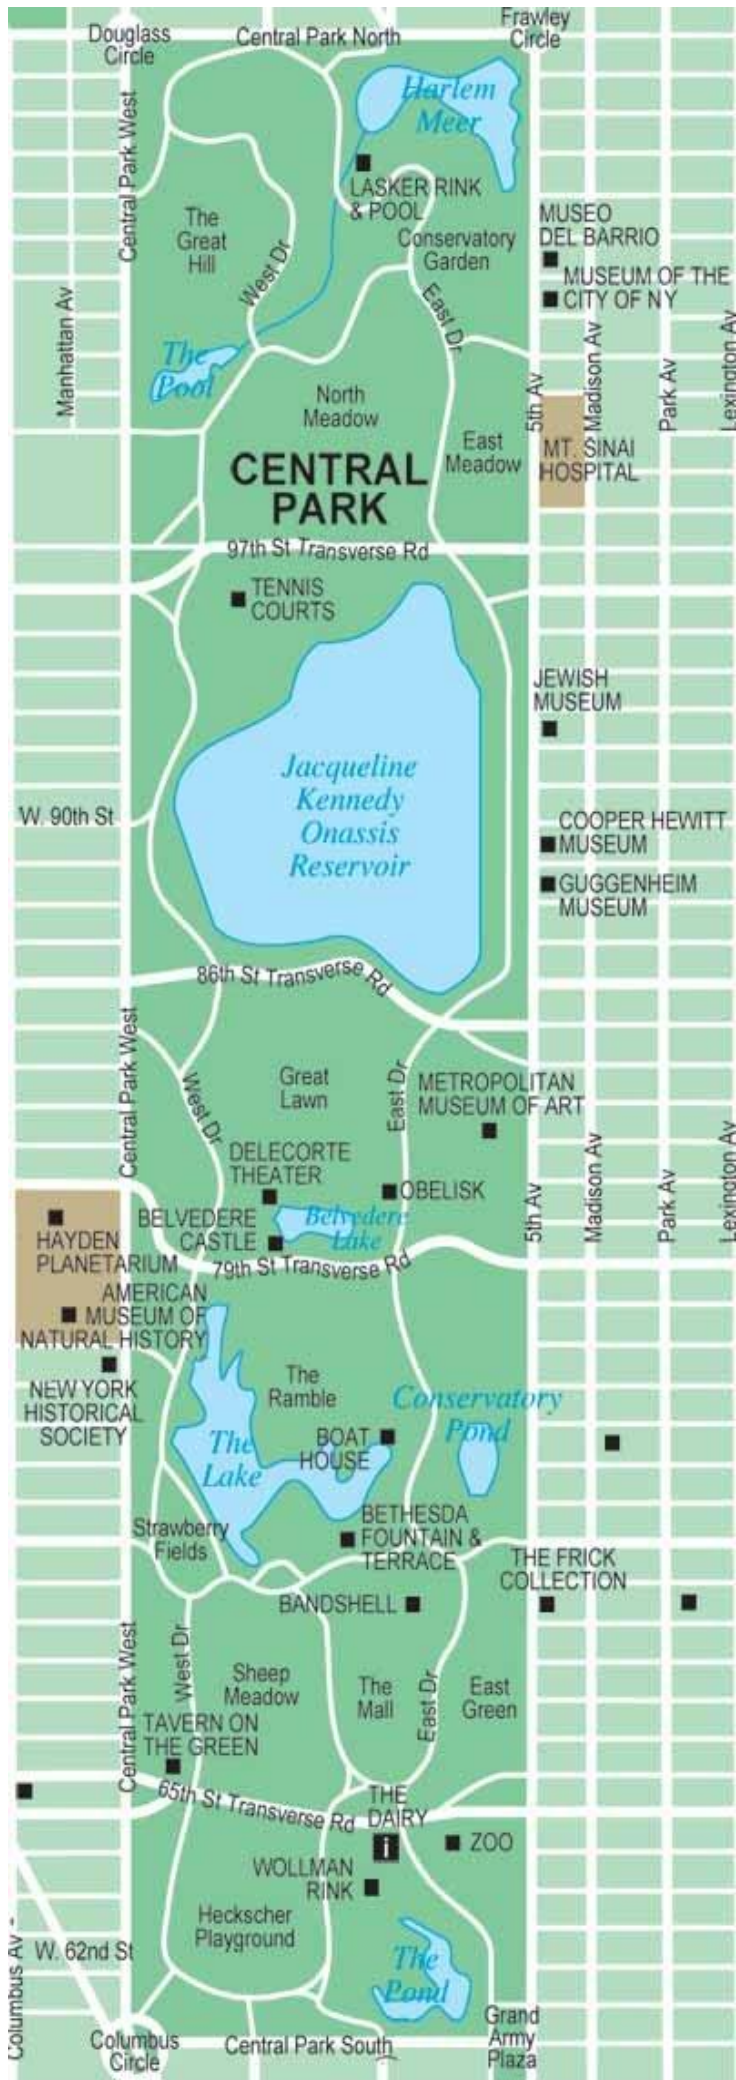 Douglass
Circle
Central Park North
Frawley
Circle
Central Park West
Harlem
Meer
LASKER RINK
& POOL
The
Great
Hill
Conservatory
Garden
MUSEO
DEL BARRIO
MUSEUM OF THE
CITY OF NY
West Dr
East Dr
Manhattan Av
The
Pool
North
Meadow
5th Av
Madison Av
Park Av
Lexington Av
East
Meadow
MT. SINAI
HOSPITAL
CENTRAL
PARK
97th St Transverse Rd
TENNIS
COURTS
JEWISH
MUSEUM
Jacqueline
Kennedy
Onassis
Reservoir
W. 90th St
COOPER HEWITT
MUSEUM
GUGGENHEIM
MUSEUM
86th St Transverse Rd
Central Park West
West Dr
Great
Lawn
East Dr
METROPOLITAN
MUSEUM OF ART
DELECORTE
THEATER
OBELISK
5th Av
Madison Av
Park Av
Lexington Av
HAYDEN
PLANETARIUM
BELVEDERE
CASTLE
Belvedere
Lake
79th St Transverse Rd
AMERICAN
MUSEUM OF
NATURAL HISTORY
NEW YORK
HISTORICAL
SOCIETY
The
Ramble
Conservatory
Pond
The
Lake
BOAT
HOUSE
Strawberry
Fields
BETHESDA
FOUNTAIN &
TERRACE
THE FRICK
COLLECTION
BANDSHELL
Central Park West
West Dr
Sheep
Meadow
The
Mall
East Dr
East
Green
TAVERN ON
THE GREEN
65th St Transverse Rd
THE
DAIRY
i
ZOO
WOLLMAN
RINK
Heckscher
Playground
W. 62nd St
Columbus Av
The
Pond
Columbus
Circle
Central Park South
Grand
Army
Plaza